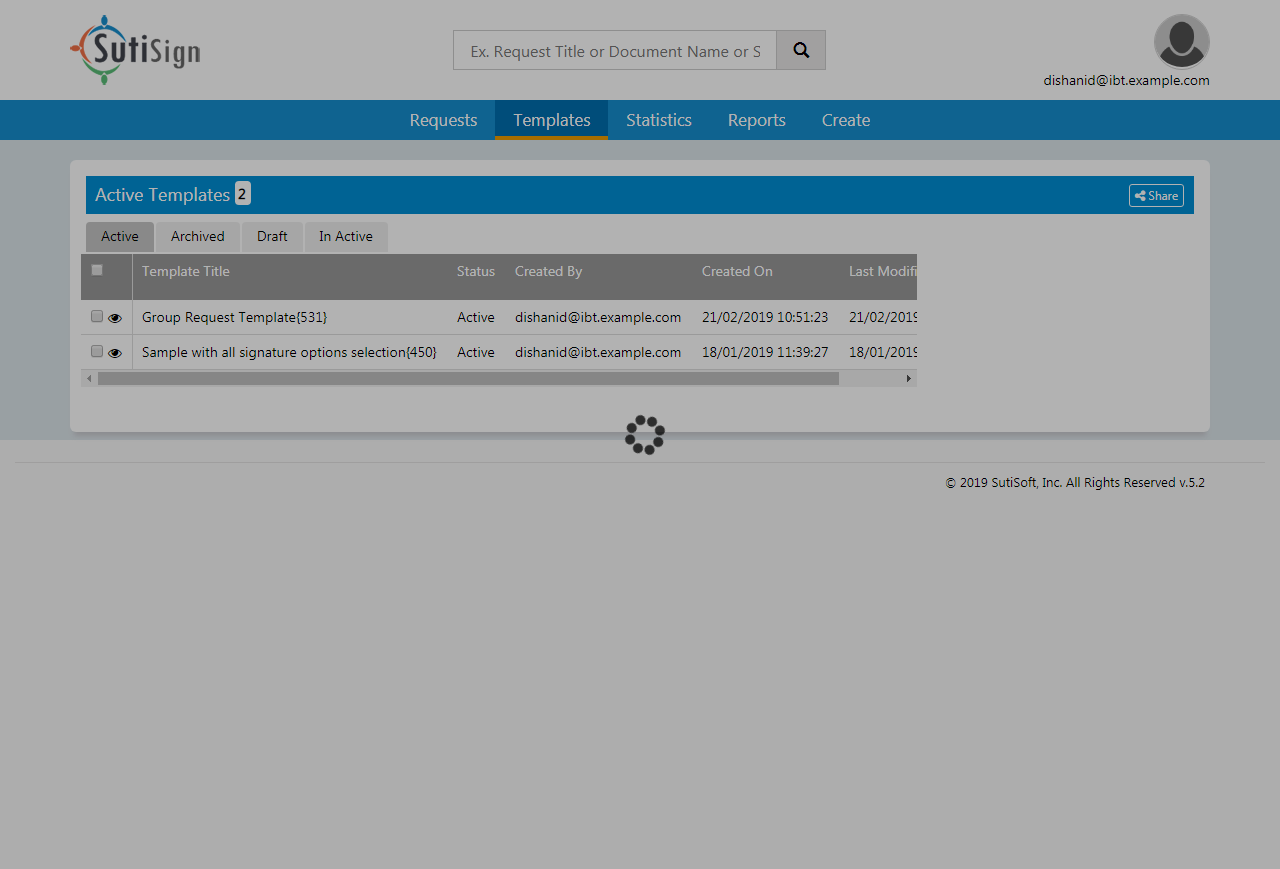 SutiSign
Ex. Request Title or Document Name or S
dishanid@ibt.example.com
Requests Templates Statistics Reports Create
Active Templates 2
Share
Active Archived Draft In Active
Template Title Status Created By Created On Last Modifi
Group Request Template{531} Active dishanid@ibt.example.com 21/02/2019 10:51:23 21/02/2019
Sample with all signature options selection{450} Active dishanid@ibt.example.com 18/01/2019 11:39:27 18/01/2019
© 2019 SutiSoft, Inc. All Rights Reserved v.5.2